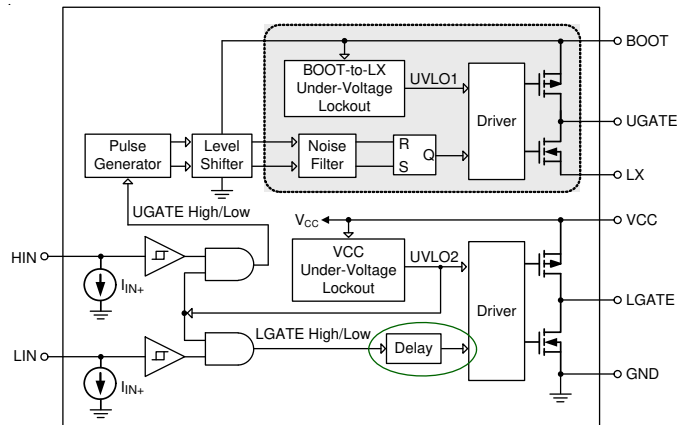 BOOT
BOOT-to-LX
Under-Voltage
Lockout
UVLO1
Driver
UGATE
Pulse
Generator
Level
Shifter
Noise
Filter
R
S
Q
LX
UGATE High/Low
VCC
VCC
HIN
IIN+
VCC
Under-Voltage
Lockout
UVLO2
Driver
LGATE
LGATE High/Low
Delay
LIN
IIN+
GND